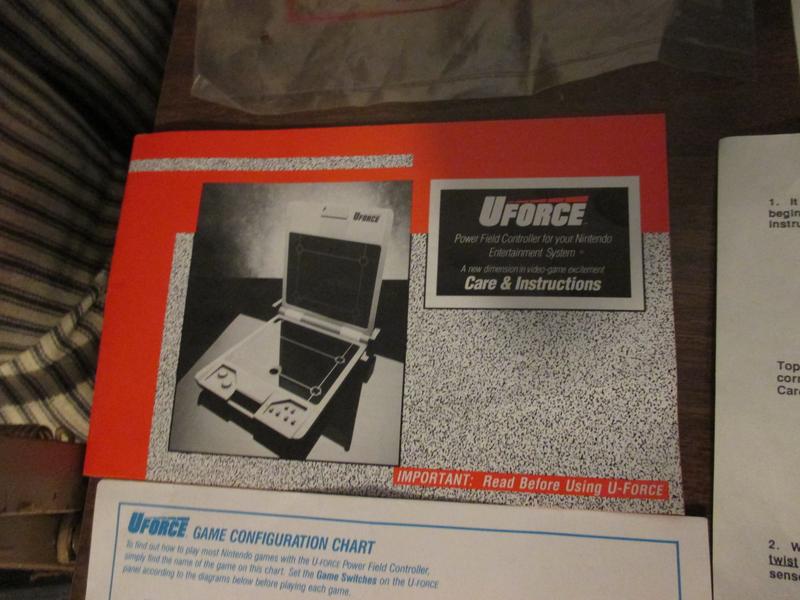 UFORCE
UFORCE
Power Field Controller for your Nintendo
Entertainment System
A new dimension in video-game excitement
Care & Instructions
IMPORTANT: Read Before Using U-FORCE
UFORCE GAME CONFIGURATION CHART
To find out how to play most Nintendo games with the U-FORCE Power Field Controller,
simply find the name of the game on this chart. Set the Game Switches on the U-FORCE
panel according to the diagrams below before playing each game.
1. It
begin
instru
Top
corr
Car
2. W
twist
senso